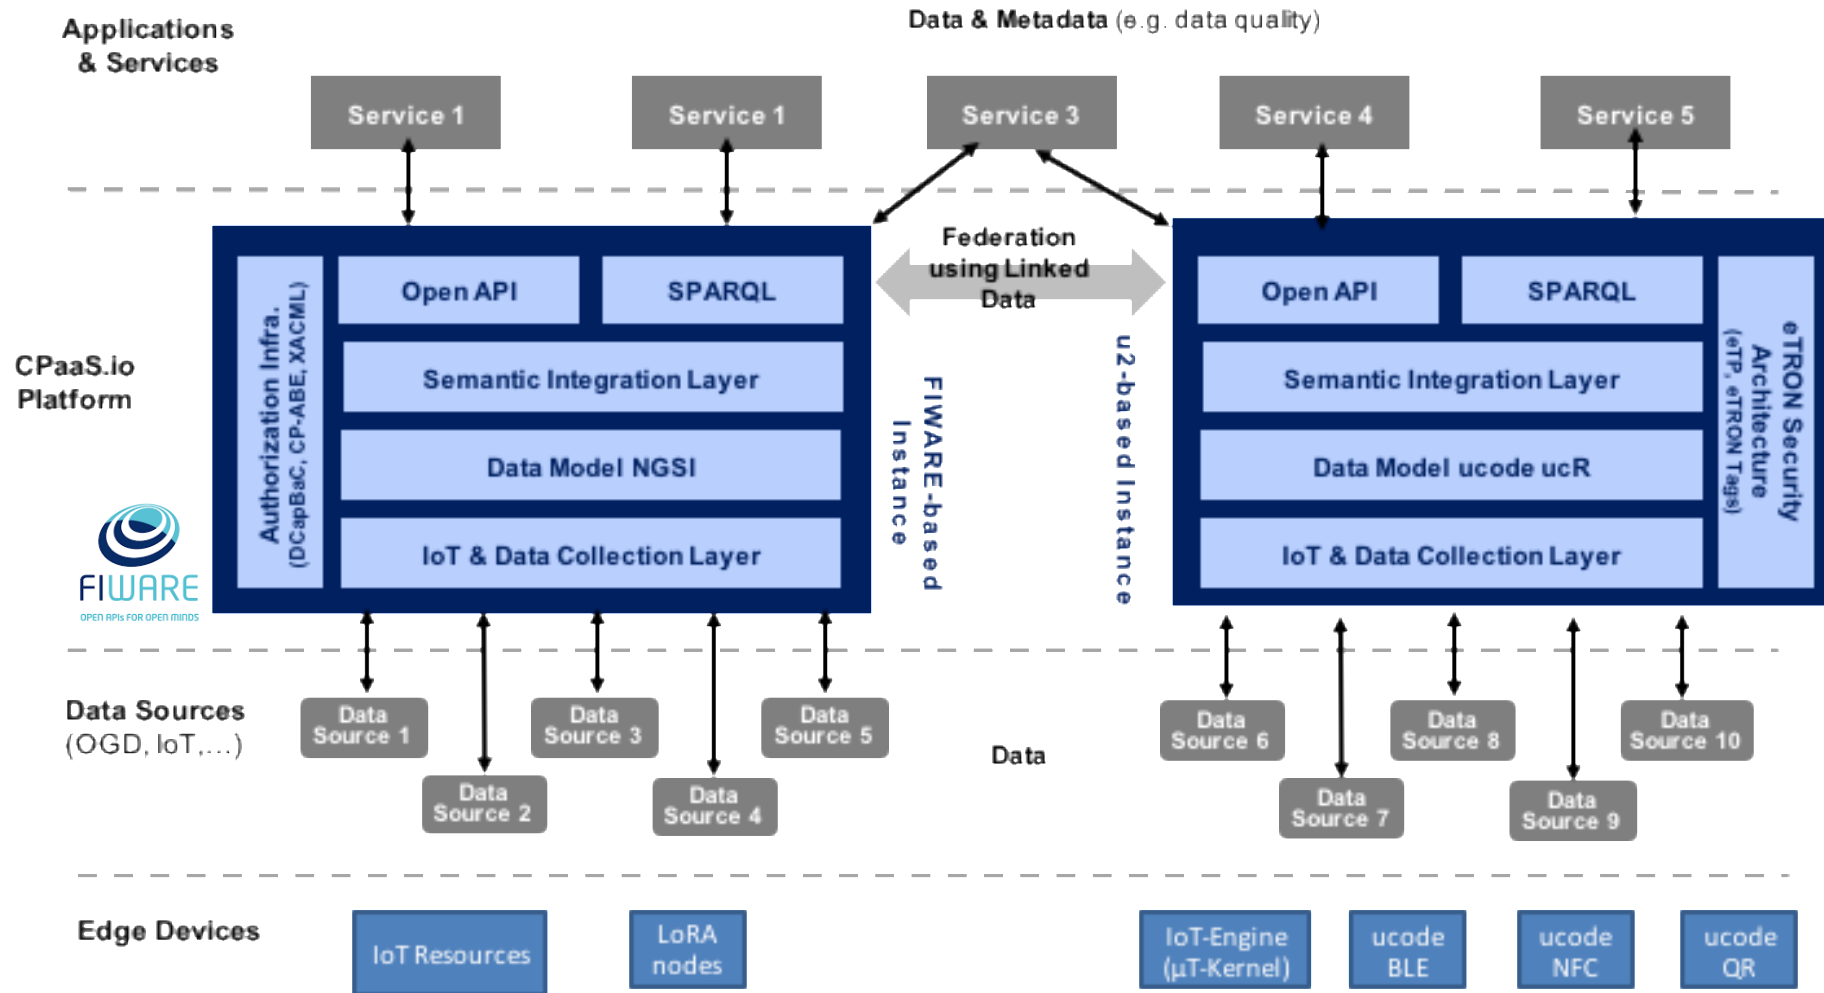 Applications
& Services
Data & Metadata (e.g. data quality)
Service 1
Service 1
Service 3
Service 4
Service 5
CPaaS.io
Platform
Authorization Infra.
(DCapBaC, CP-ABE, XACML)
Open API
SPARQL
Semantic Integration Layer
Data Model NGSI
IoT & Data Collection Layer
FIWARE-based
Instance
Federation
using Linked
Data
u2-based Instance
Open API
SPARQL
Semantic Integration Layer
Data Model ucode ucR
IoT & Data Collection Layer
eTRON Security
Architecture
(eTP, eTRON Tags)
FIWARE
OPEN APIs FOR OPEN MINDS
Data Sources
(OGD, IoT,...)
Data
Source 1
Data
Source 2
Data
Source 3
Data
Source 4
Data
Source 5
Data
Data
Source 6
Data
Source 7
Data
Source 8
Data
Source 9
Data
Source 10
Edge Devices
IoT Resources
LoRA
nodes
IoT-Engine
(μT-Kernel)
ucode
BLE
ucode
NFC
ucode
QR